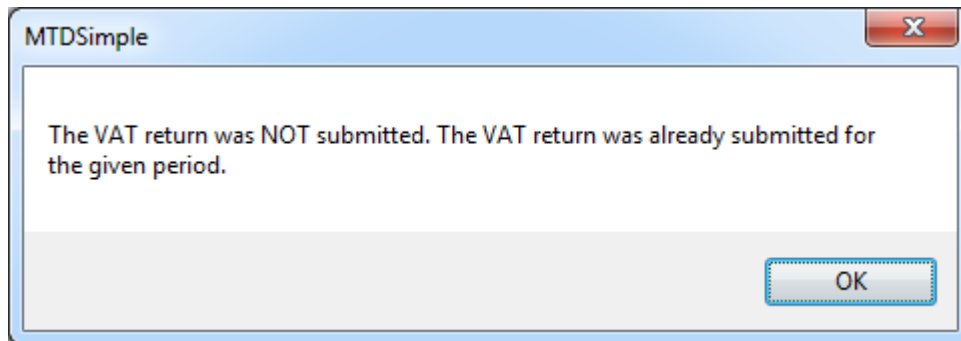 MTDSimple
The VAT return was NOT submitted. The VAT return was already submitted for
the given period.
OK